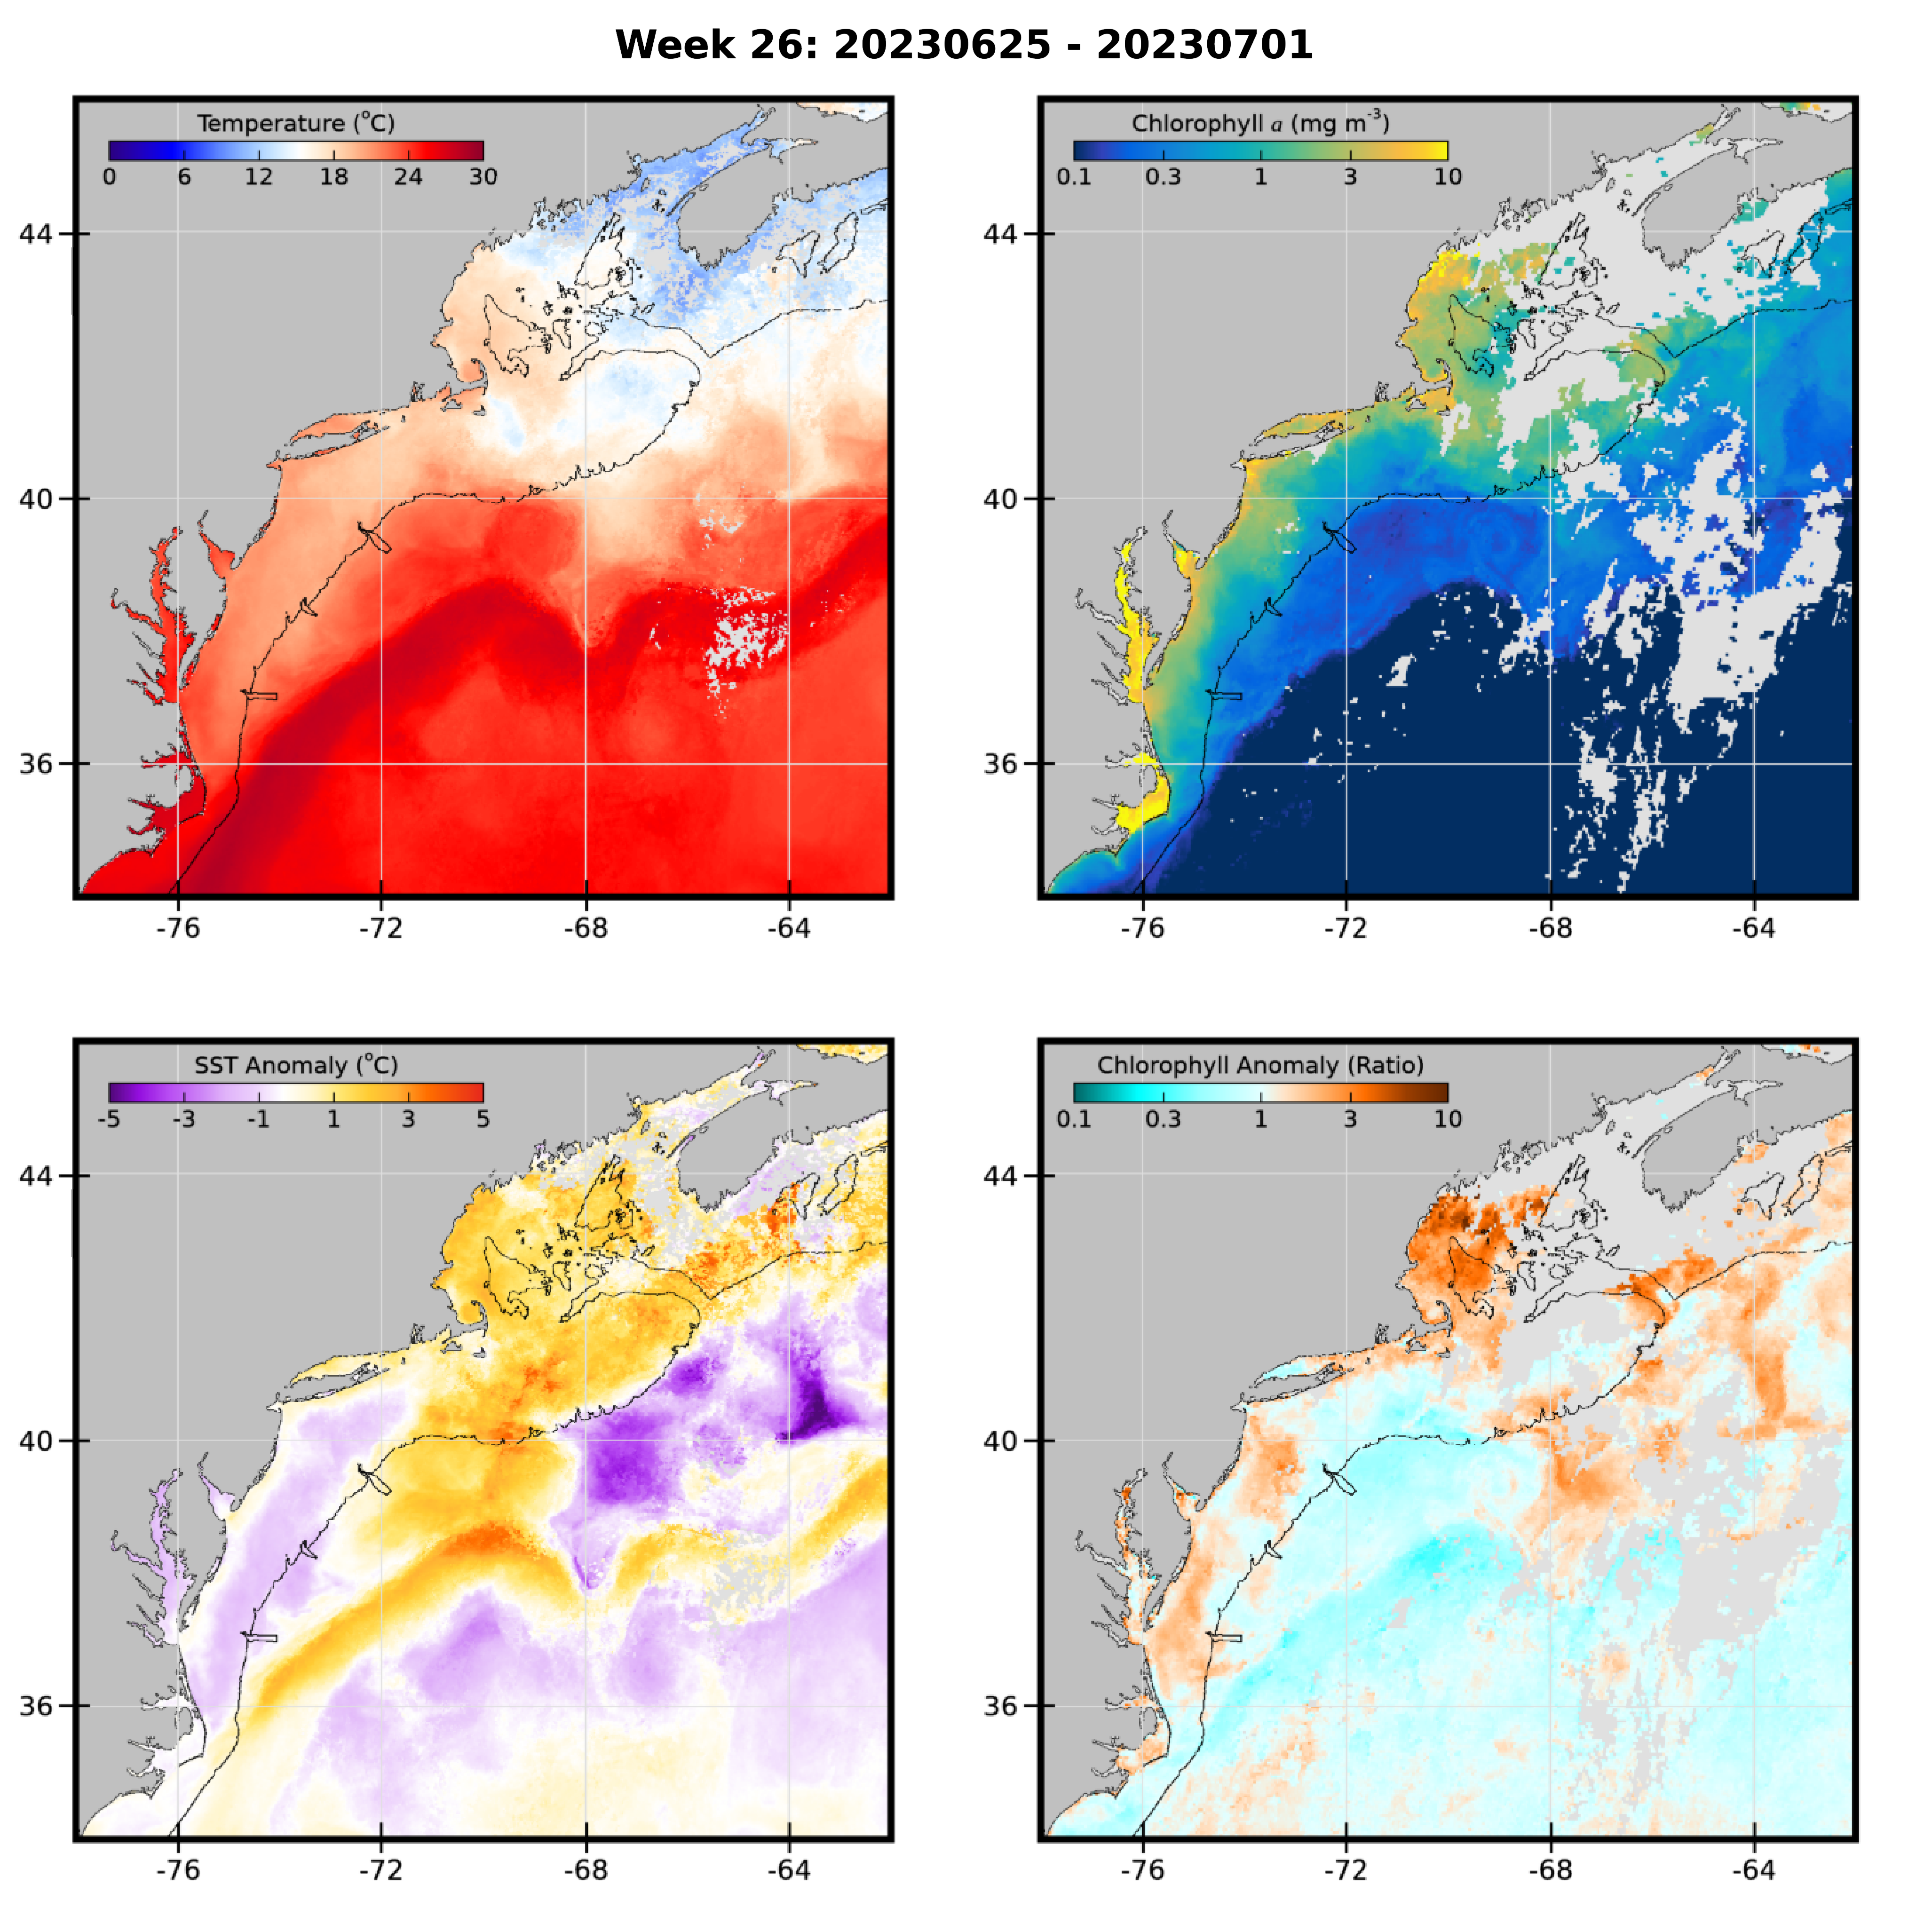 Week 26: 20230625 - 20230701
Temperature (°C)
0 6 12 18 24 30
44
40
36
-76 -72 -68 -64
Chlorophyll a (mg m⁻³)
0.1 0.3 1 3 10
44
40
36
-76 -72 -68 -64
SST Anomaly (°C)
-5 -3 -1 1 3 5
44
40
36
-76 -72 -68 -64
Chlorophyll Anomaly (Ratio)
0.1 0.3 1 3 10
44
40
36
-76 -72 -68 -64